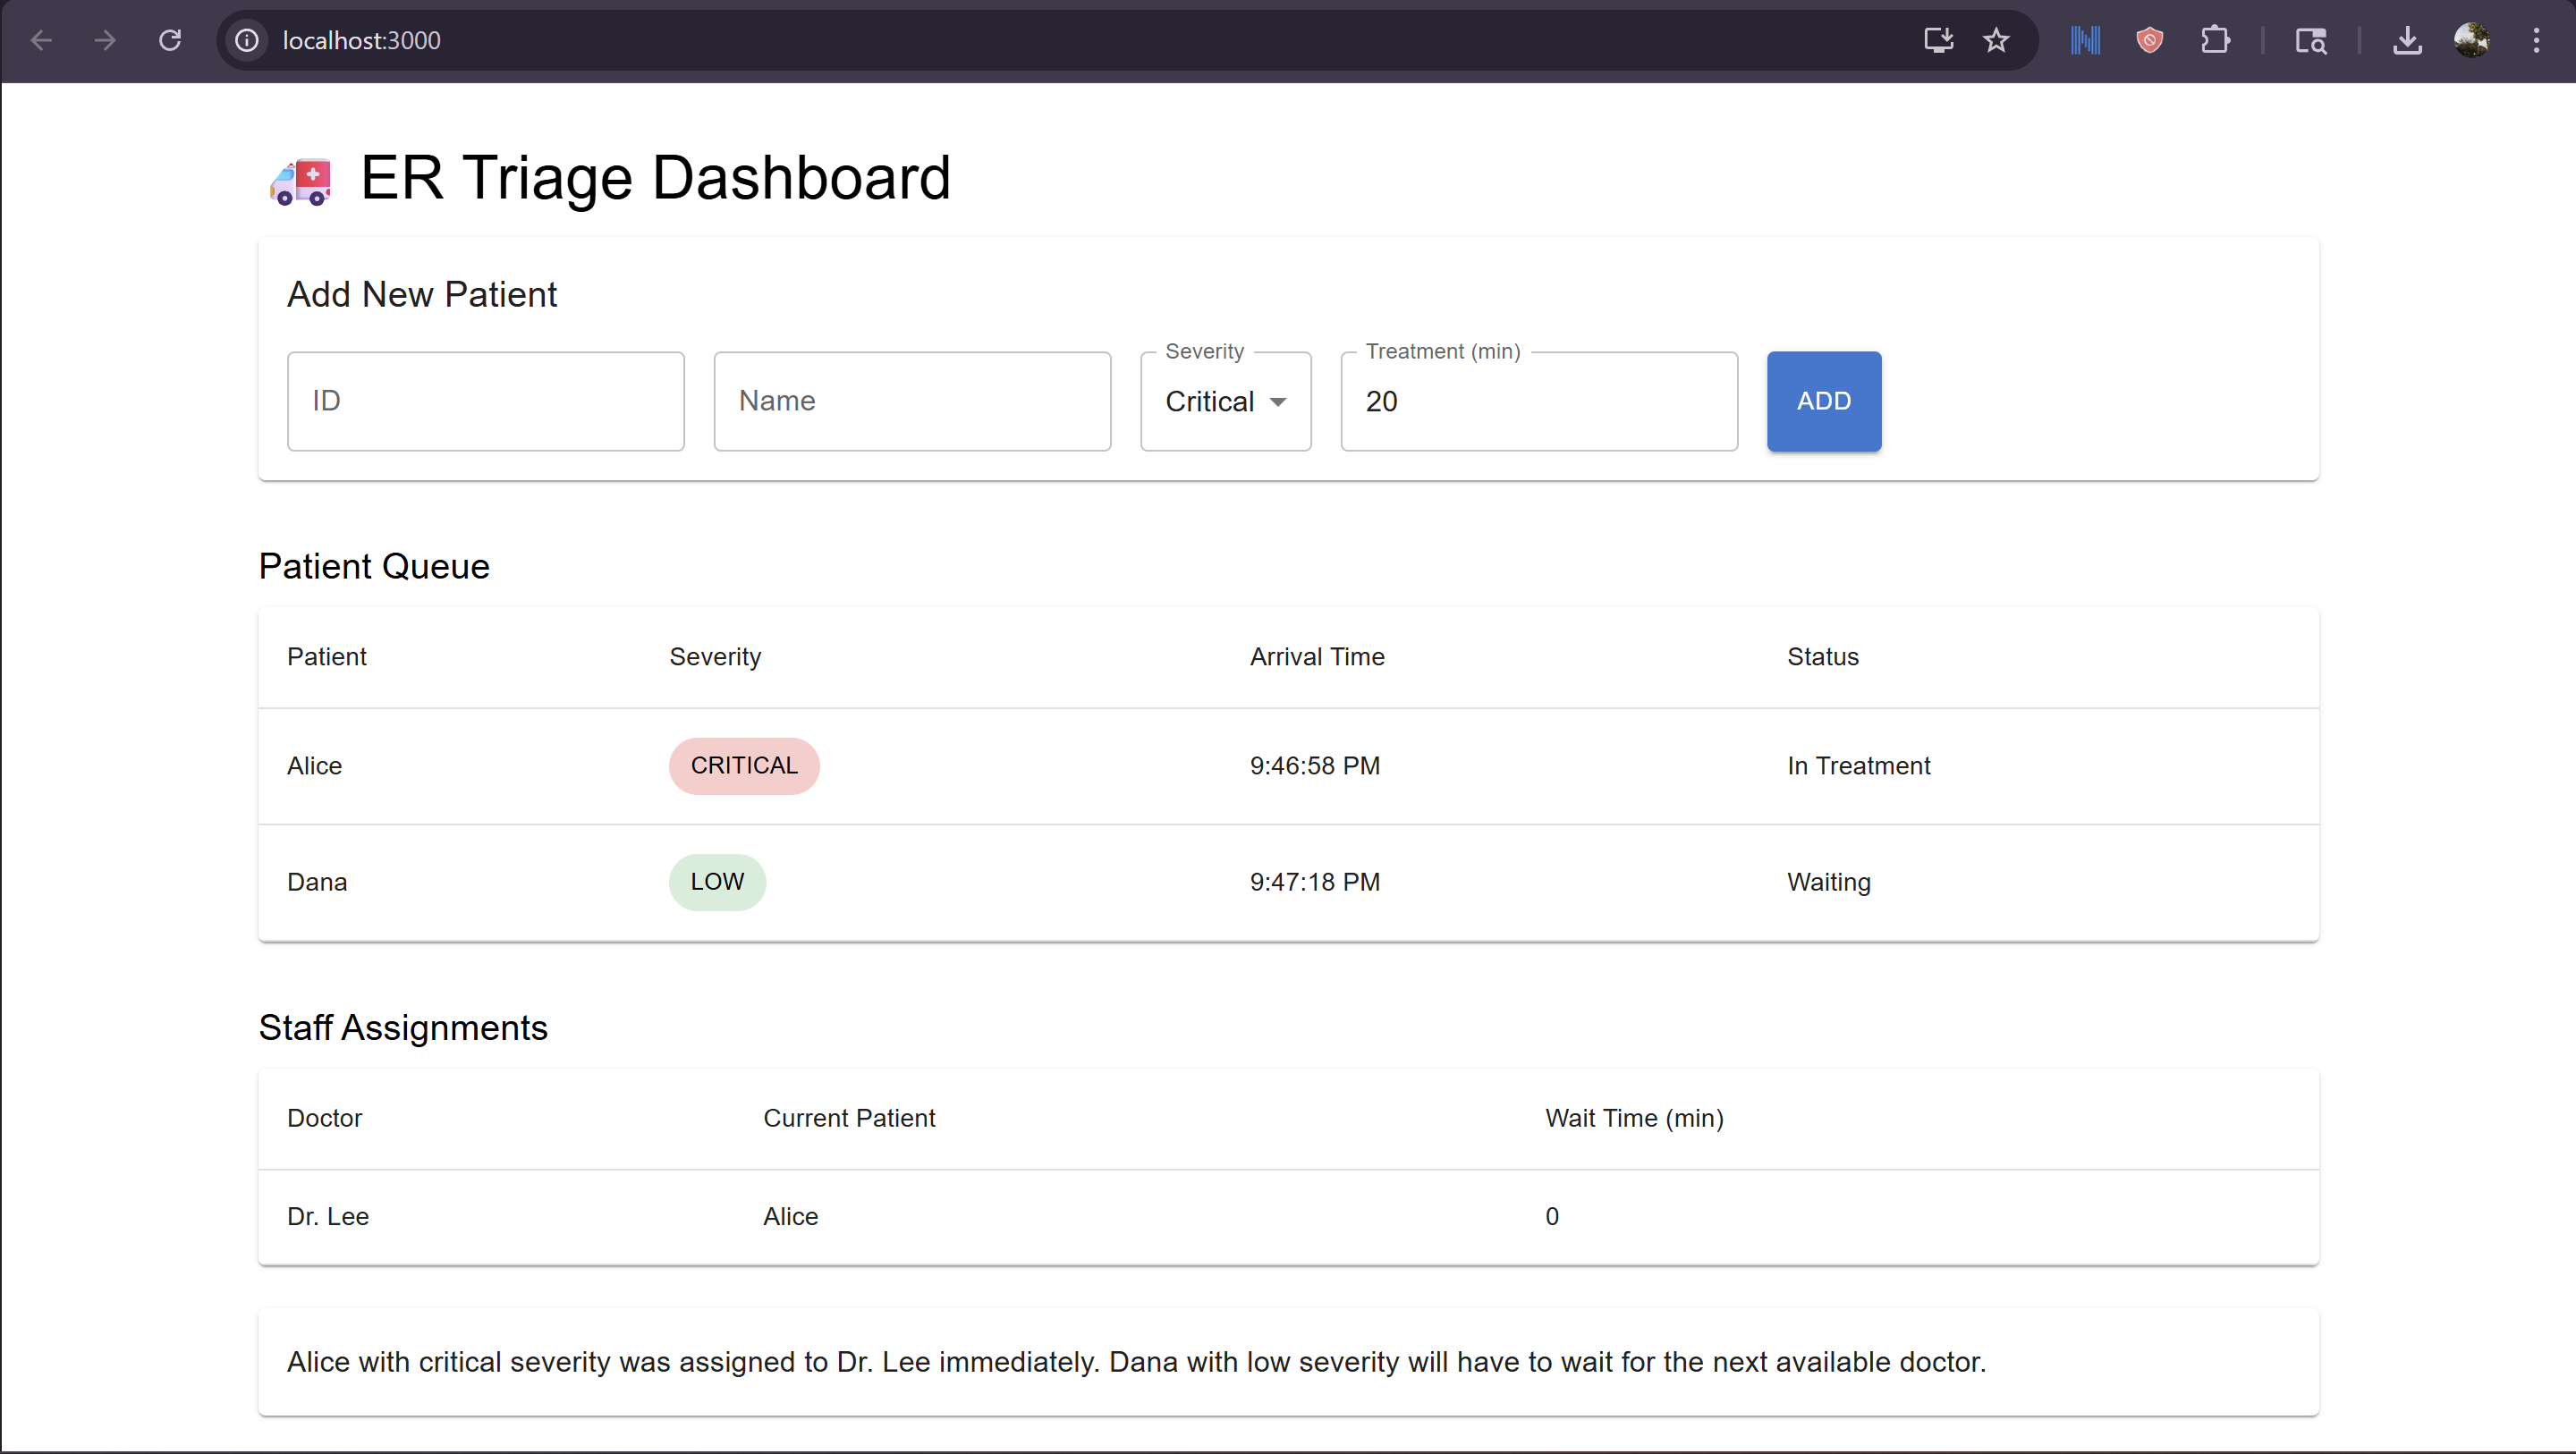 localhost:3000
ER Triage Dashboard
Add New Patient
ID
Name
Severity
Critical
Treatment (min)
20
ADD
Patient Queue
Patient Severity Arrival Time Status
Alice CRITICAL 9:46:58 PM In Treatment
Dana LOW 9:47:18 PM Waiting
Staff Assignments
Doctor Current Patient Wait Time (min)
Dr. Lee Alice 0
Alice with critical severity was assigned to Dr. Lee immediately. Dana with low severity will have to wait for the next available doctor.